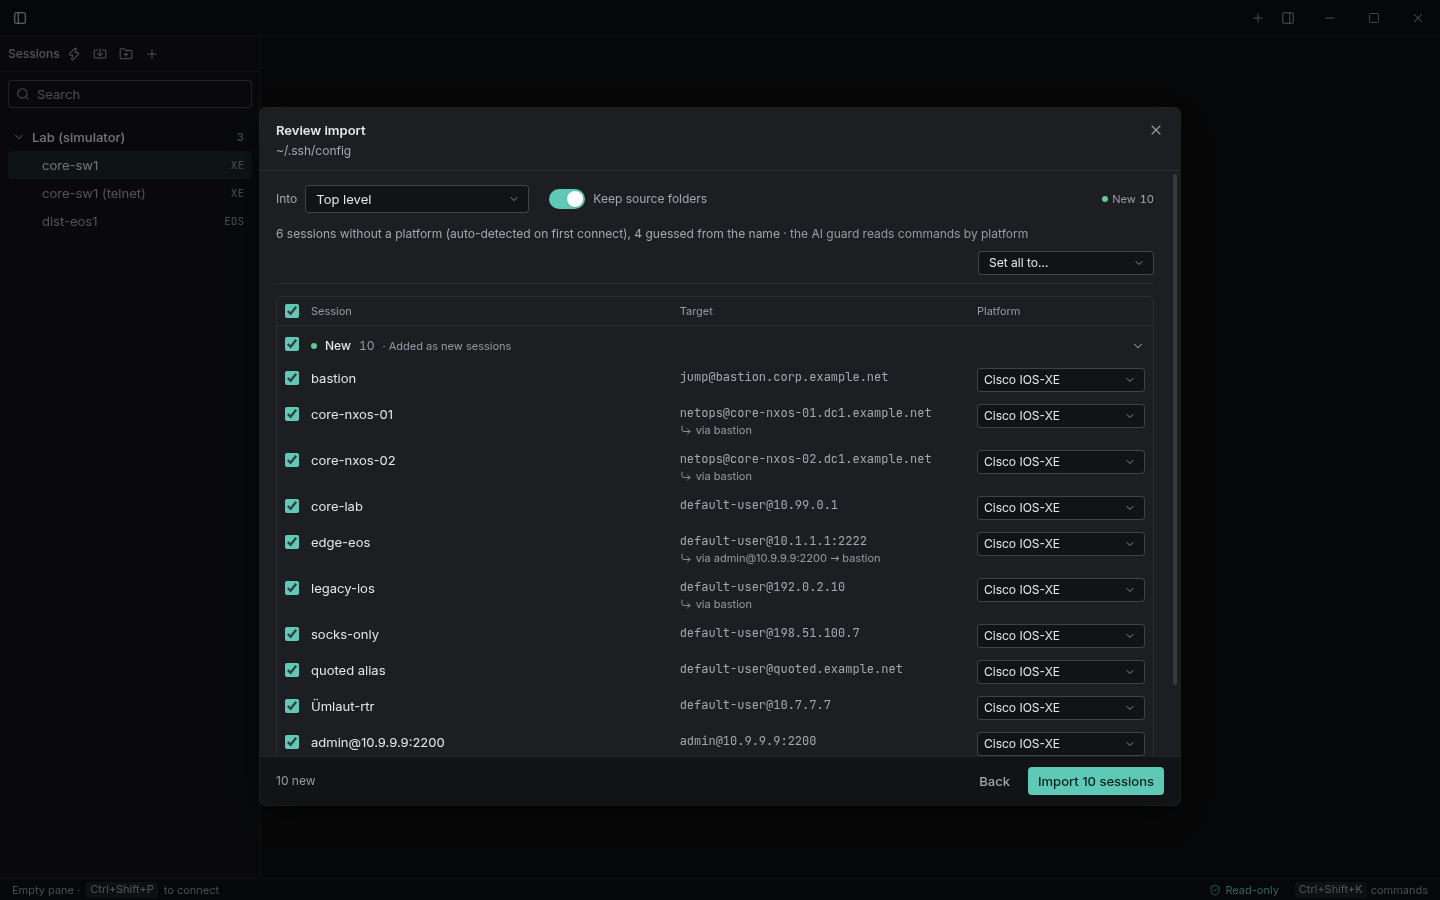 Sessions
Search
Lab (simulator) 3
core-sw1 XE
core-sw1 (telnet) XE
dist-eos1 EOS
Review import
~/.ssh/config
Into Top level Keep source folders New 10
6 sessions without a platform (auto-detected on first connect), 4 guessed from the name · the AI guard reads commands by platform
Set all to...
Session Target Platform
New 10 · Added as new sessions
bastion jump@bastion.corp.example.net Cisco IOS-XE
core-nxos-01 netops@core-nxos-01.dc1.example.net Cisco IOS-XE
↳ via bastion
core-nxos-02 netops@core-nxos-02.dc1.example.net Cisco IOS-XE
↳ via bastion
core-lab default-user@10.99.0.1 Cisco IOS-XE
edge-eos default-user@10.1.1.1:2222 Cisco IOS-XE
↳ via admin@10.9.9.9:2200 → bastion
legacy-ios default-user@192.0.2.10 Cisco IOS-XE
↳ via bastion
socks-only default-user@198.51.100.7 Cisco IOS-XE
quoted alias default-user@quoted.example.net Cisco IOS-XE
Ümlaut-rtr default-user@10.7.7.7 Cisco IOS-XE
admin@10.9.9.9:2200 admin@10.9.9.9:2200 Cisco IOS-XE
10 new Back Import 10 sessions
Empty pane · Ctrl+Shift+P to connect Read-only Ctrl+Shift+K commands